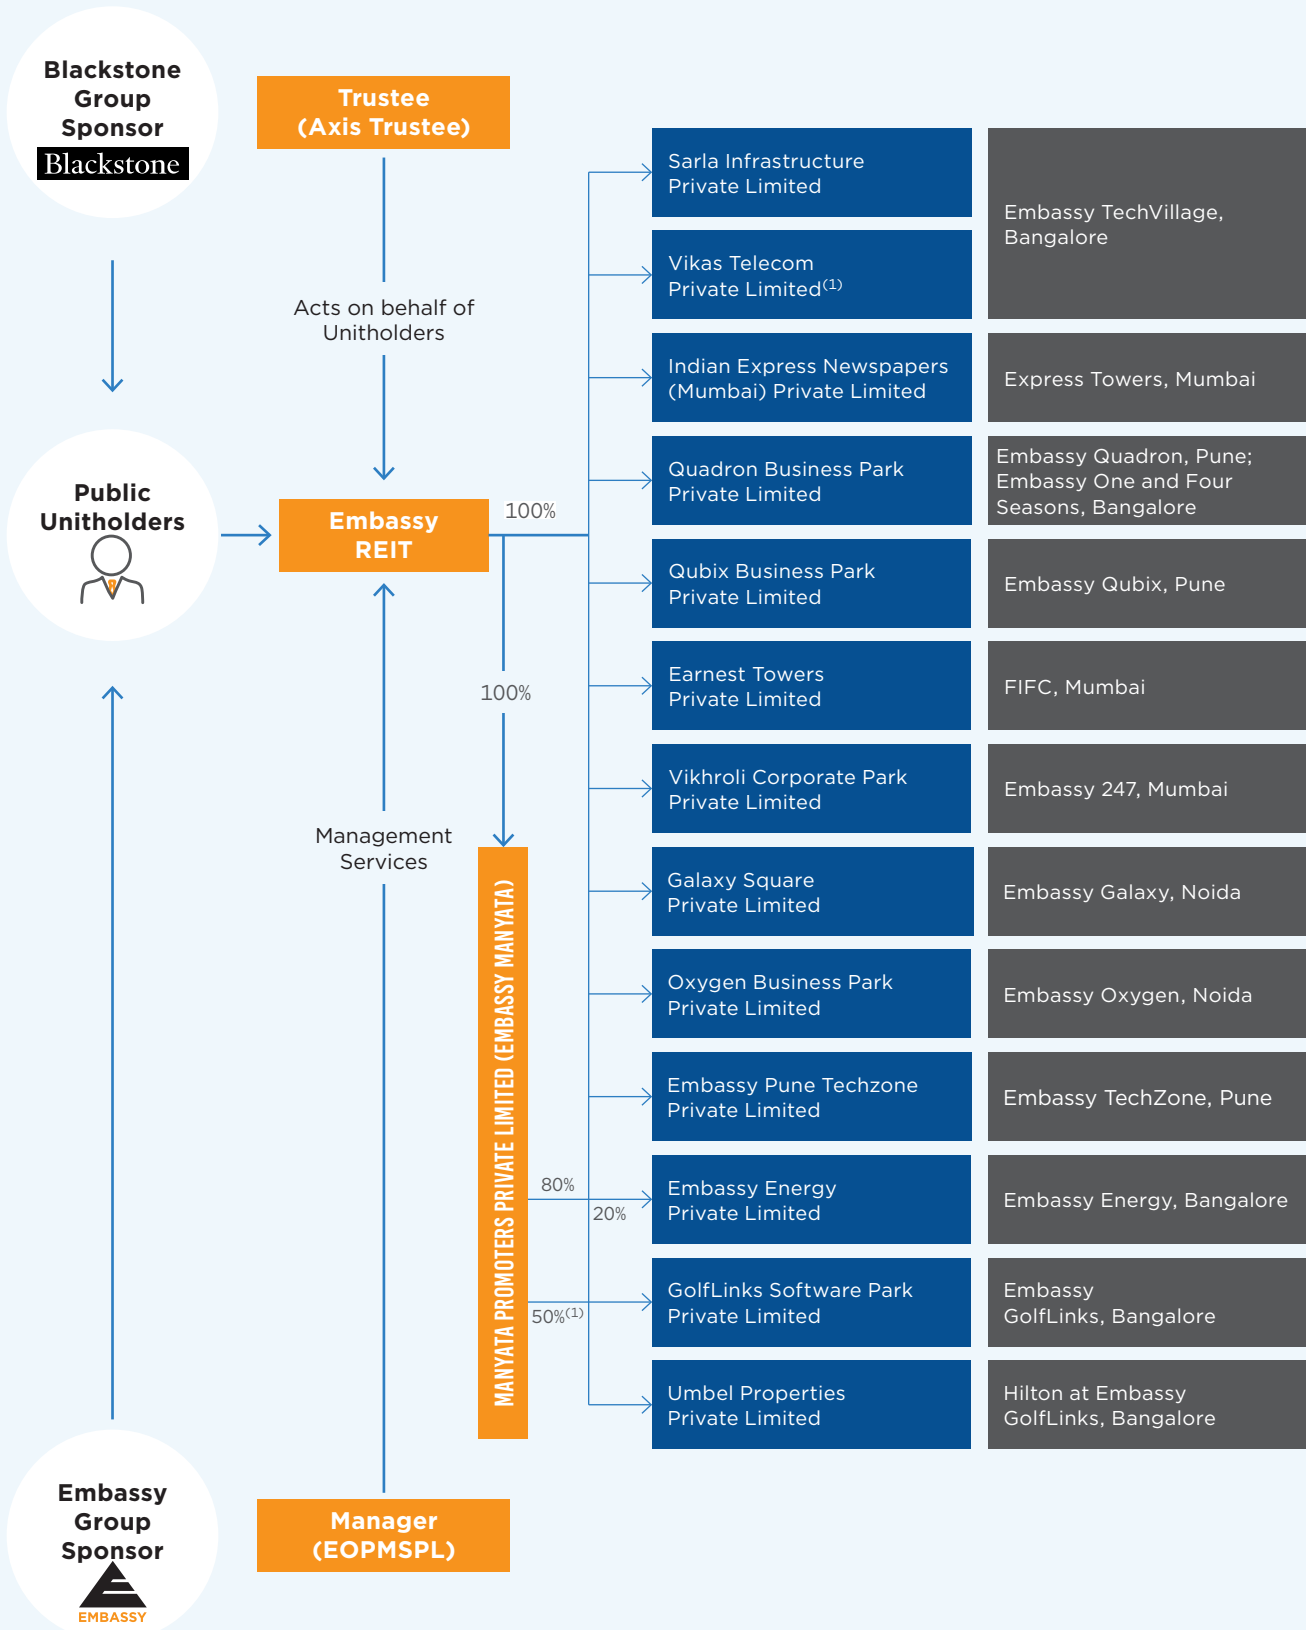 Blackstone
Group
Sponsor
Blackstone
Trustee
(Axis Trustee)
Acts on behalf of
Unitholders
Public
Unitholders
Embassy
REIT
100%
100%
Management
Services
MANYATA PROMOTERS PRIVATE LIMITED (EMBASSY MANYATA)
80%
20%
50%(1)
Embassy
Group
Sponsor
EMBASSY
Manager
(EOPMSPL)
Sarla Infrastructure
Private Limited
Vikas Telecom
Private Limited(1)
Embassy TechVillage,
Bangalore
Indian Express Newspapers
(Mumbai) Private Limited
Express Towers, Mumbai
Quadron Business Park
Private Limited
Embassy Quadron, Pune;
Embassy One and Four
Seasons, Bangalore
Qubix Business Park
Private Limited
Embassy Qubix, Pune
Earnest Towers
Private Limited
FIFC, Mumbai
Vikhroli Corporate Park
Private Limited
Embassy 247, Mumbai
Galaxy Square
Private Limited
Embassy Galaxy, Noida
Oxygen Business Park
Private Limited
Embassy Oxygen, Noida
Embassy Pune Techzone
Private Limited
Embassy TechZone, Pune
Embassy Energy
Private Limited
Embassy Energy, Bangalore
GolfLinks Software Park
Private Limited
Embassy
GolfLinks, Bangalore
Umbel Properties
Private Limited
Hilton at Embassy
GolfLinks, Bangalore